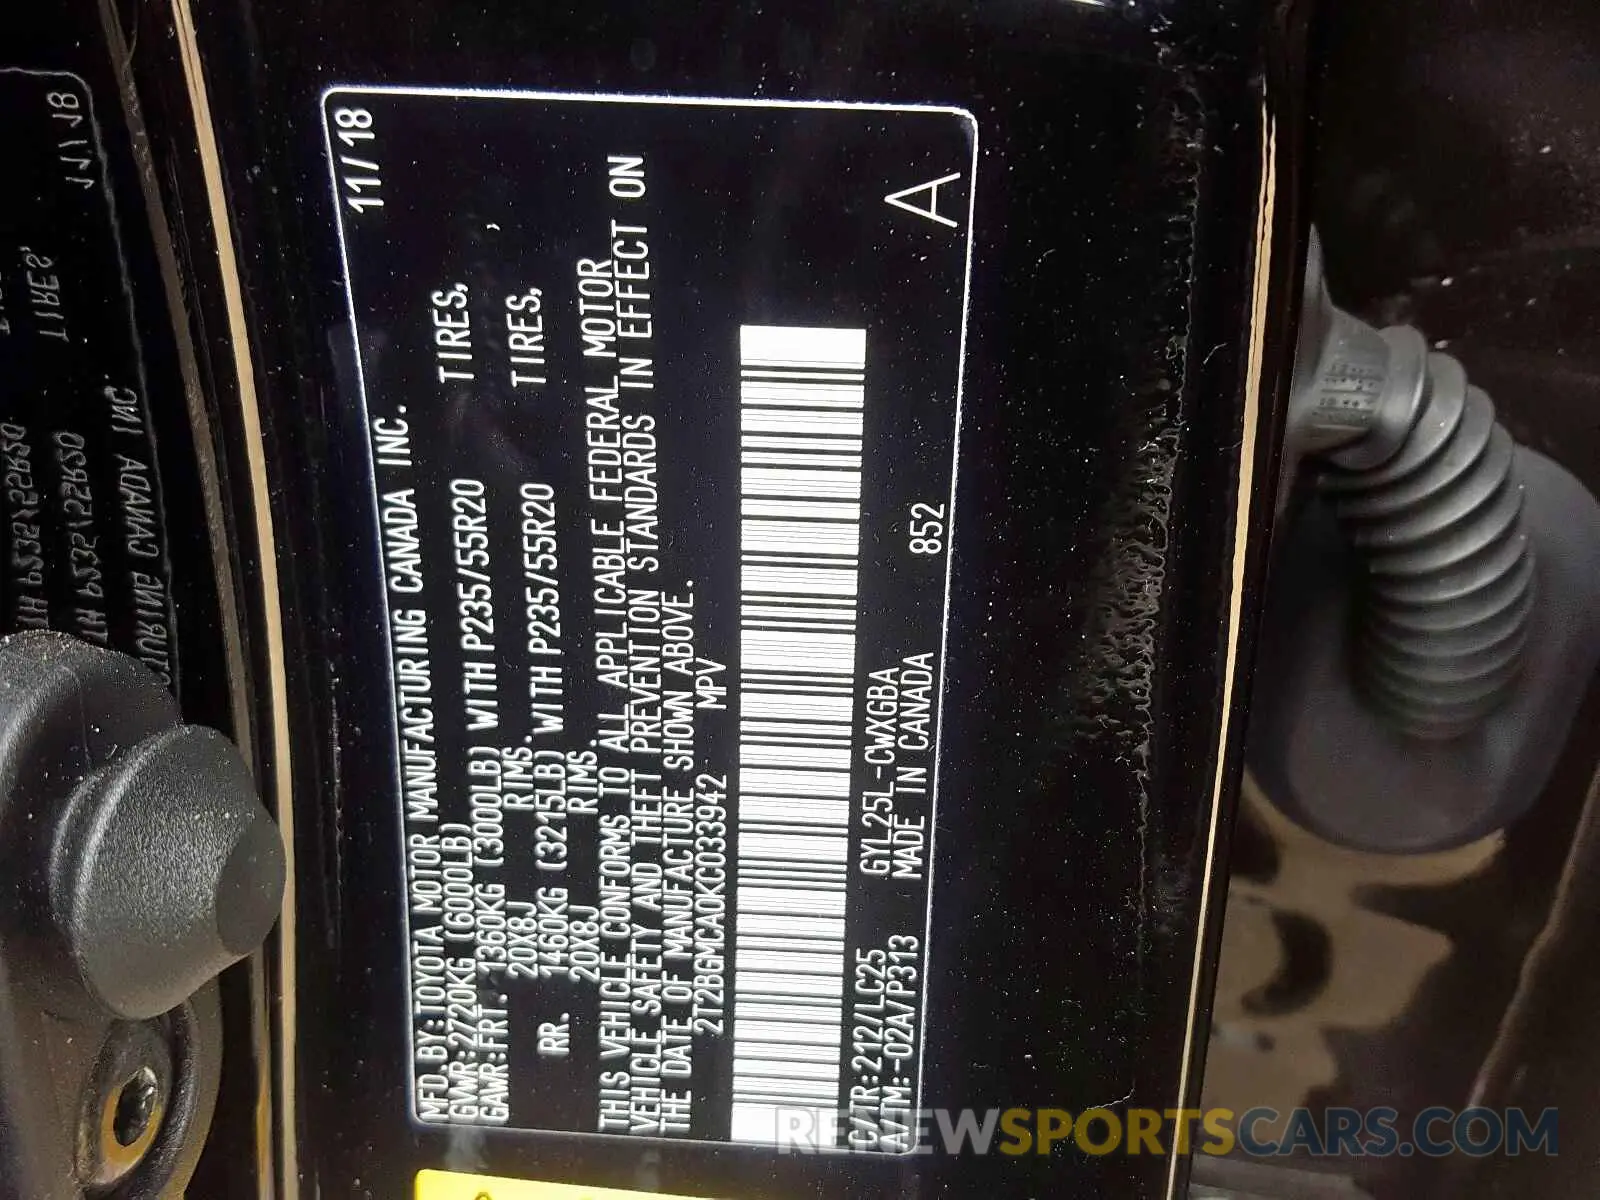 11/18
MFD.BY:TOYOTA MOTOR MANUFACTURING CANADA INC.
GVWR:2720KG (6000LB)
GAWR:FRT. 1360KG (3000LB) WITH P235/55R20 TIRES,
20X8J RIMS. ,
RR. 1460KG (3215LB) WITH P235/55R20 TIRES,
20X8J RIMS.
THIS VEHICLE CONFORMS TO ALL APPLICABLE FEDERAL MOTOR
VEHICLE SAFETY AND THEFT PREVENTION STANDARDS IN EFFECT ON
THE DATE OF MANUFACTURE SHOWN ABOVE.
2T2BGMCA0KC033942 MPV
C/TR:212/LC25 GYL25L-CWXGBA
A/TM:-02A/P313 MADE IN CANADA 852
A
RENEWSPORTSCARS.COM